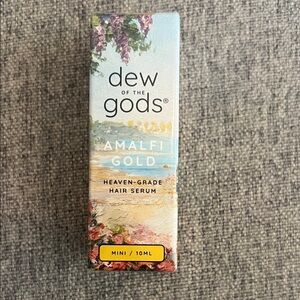 dew
OF THE
gods®
AMALFI
GOLD
HEAVEN-GRADE
HAIR SERUM
MINI / 10ML